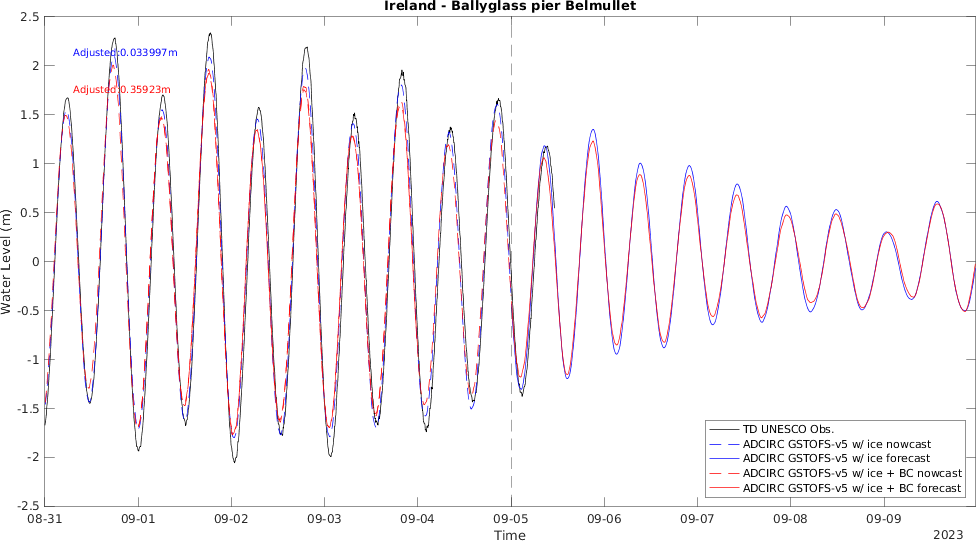 Ireland - Ballyglass pier Belmullet
2.5
2
1.5
1
0.5
0
-0.5
-1
-1.5
-2
-2.5
Water Level (m)
Adjusted:0.033997m
Adjusted:0.35923m
TD UNESCO Obs.
ADCIRC GSTOFS-v5 w/ ice nowcast
ADCIRC GSTOFS-v5 w/ ice forecast
ADCIRC GSTOFS-v5 w/ ice + BC nowcast
ADCIRC GSTOFS-v5 w/ ice + BC forecast
08-31 09-01 09-02 09-03 09-04 09-05 09-06 09-07 09-08 09-09
Time
2023